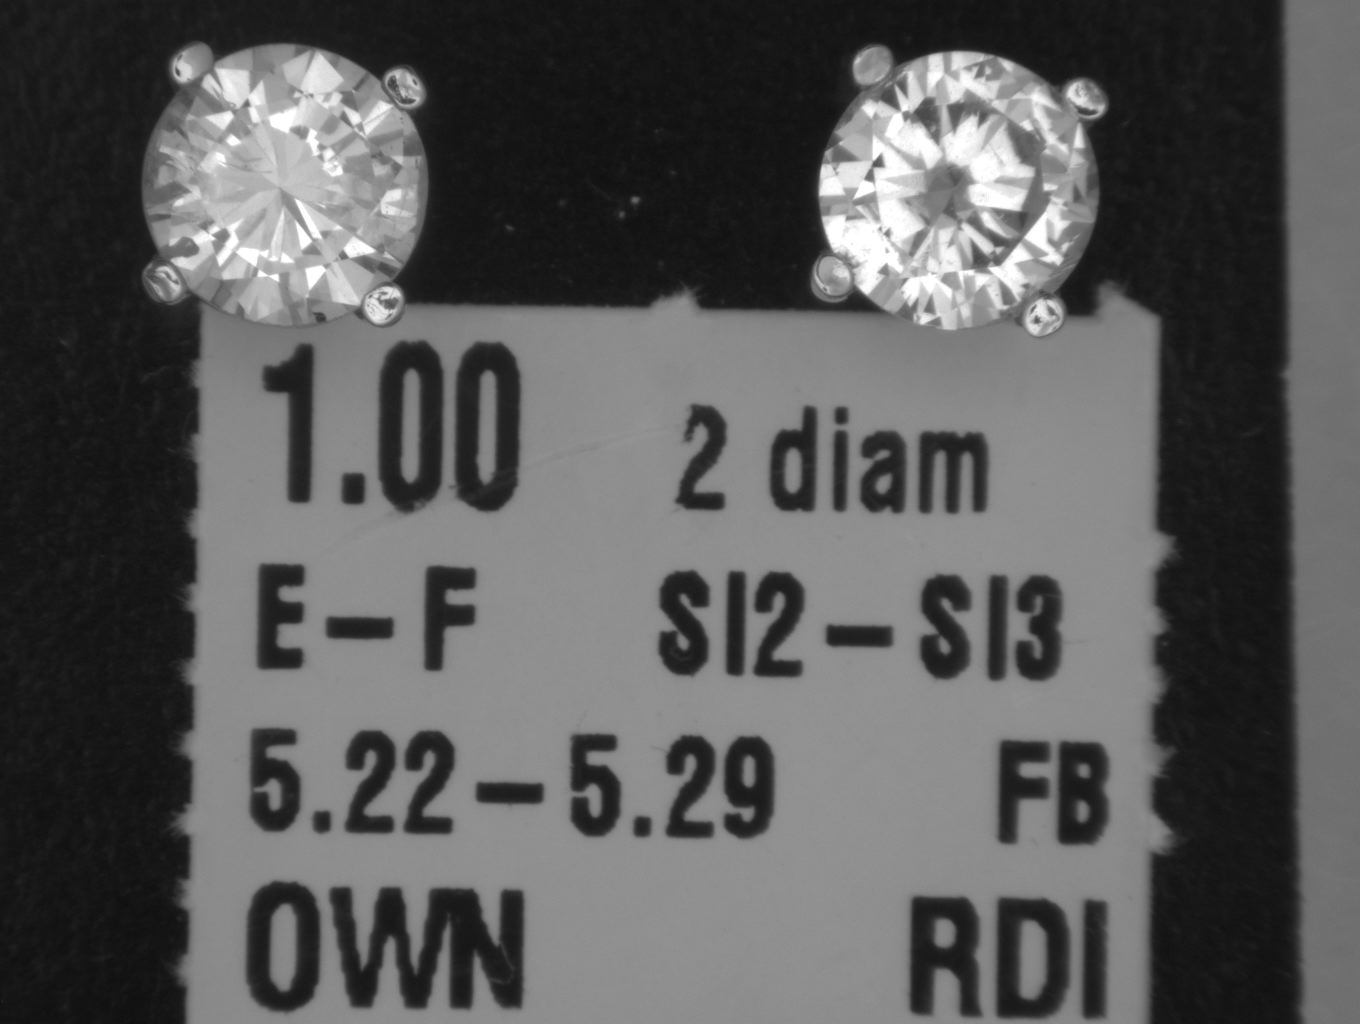 1.00 2 diam
E-F SI2-SI3
5.22-5.29 FB
OWN RDI